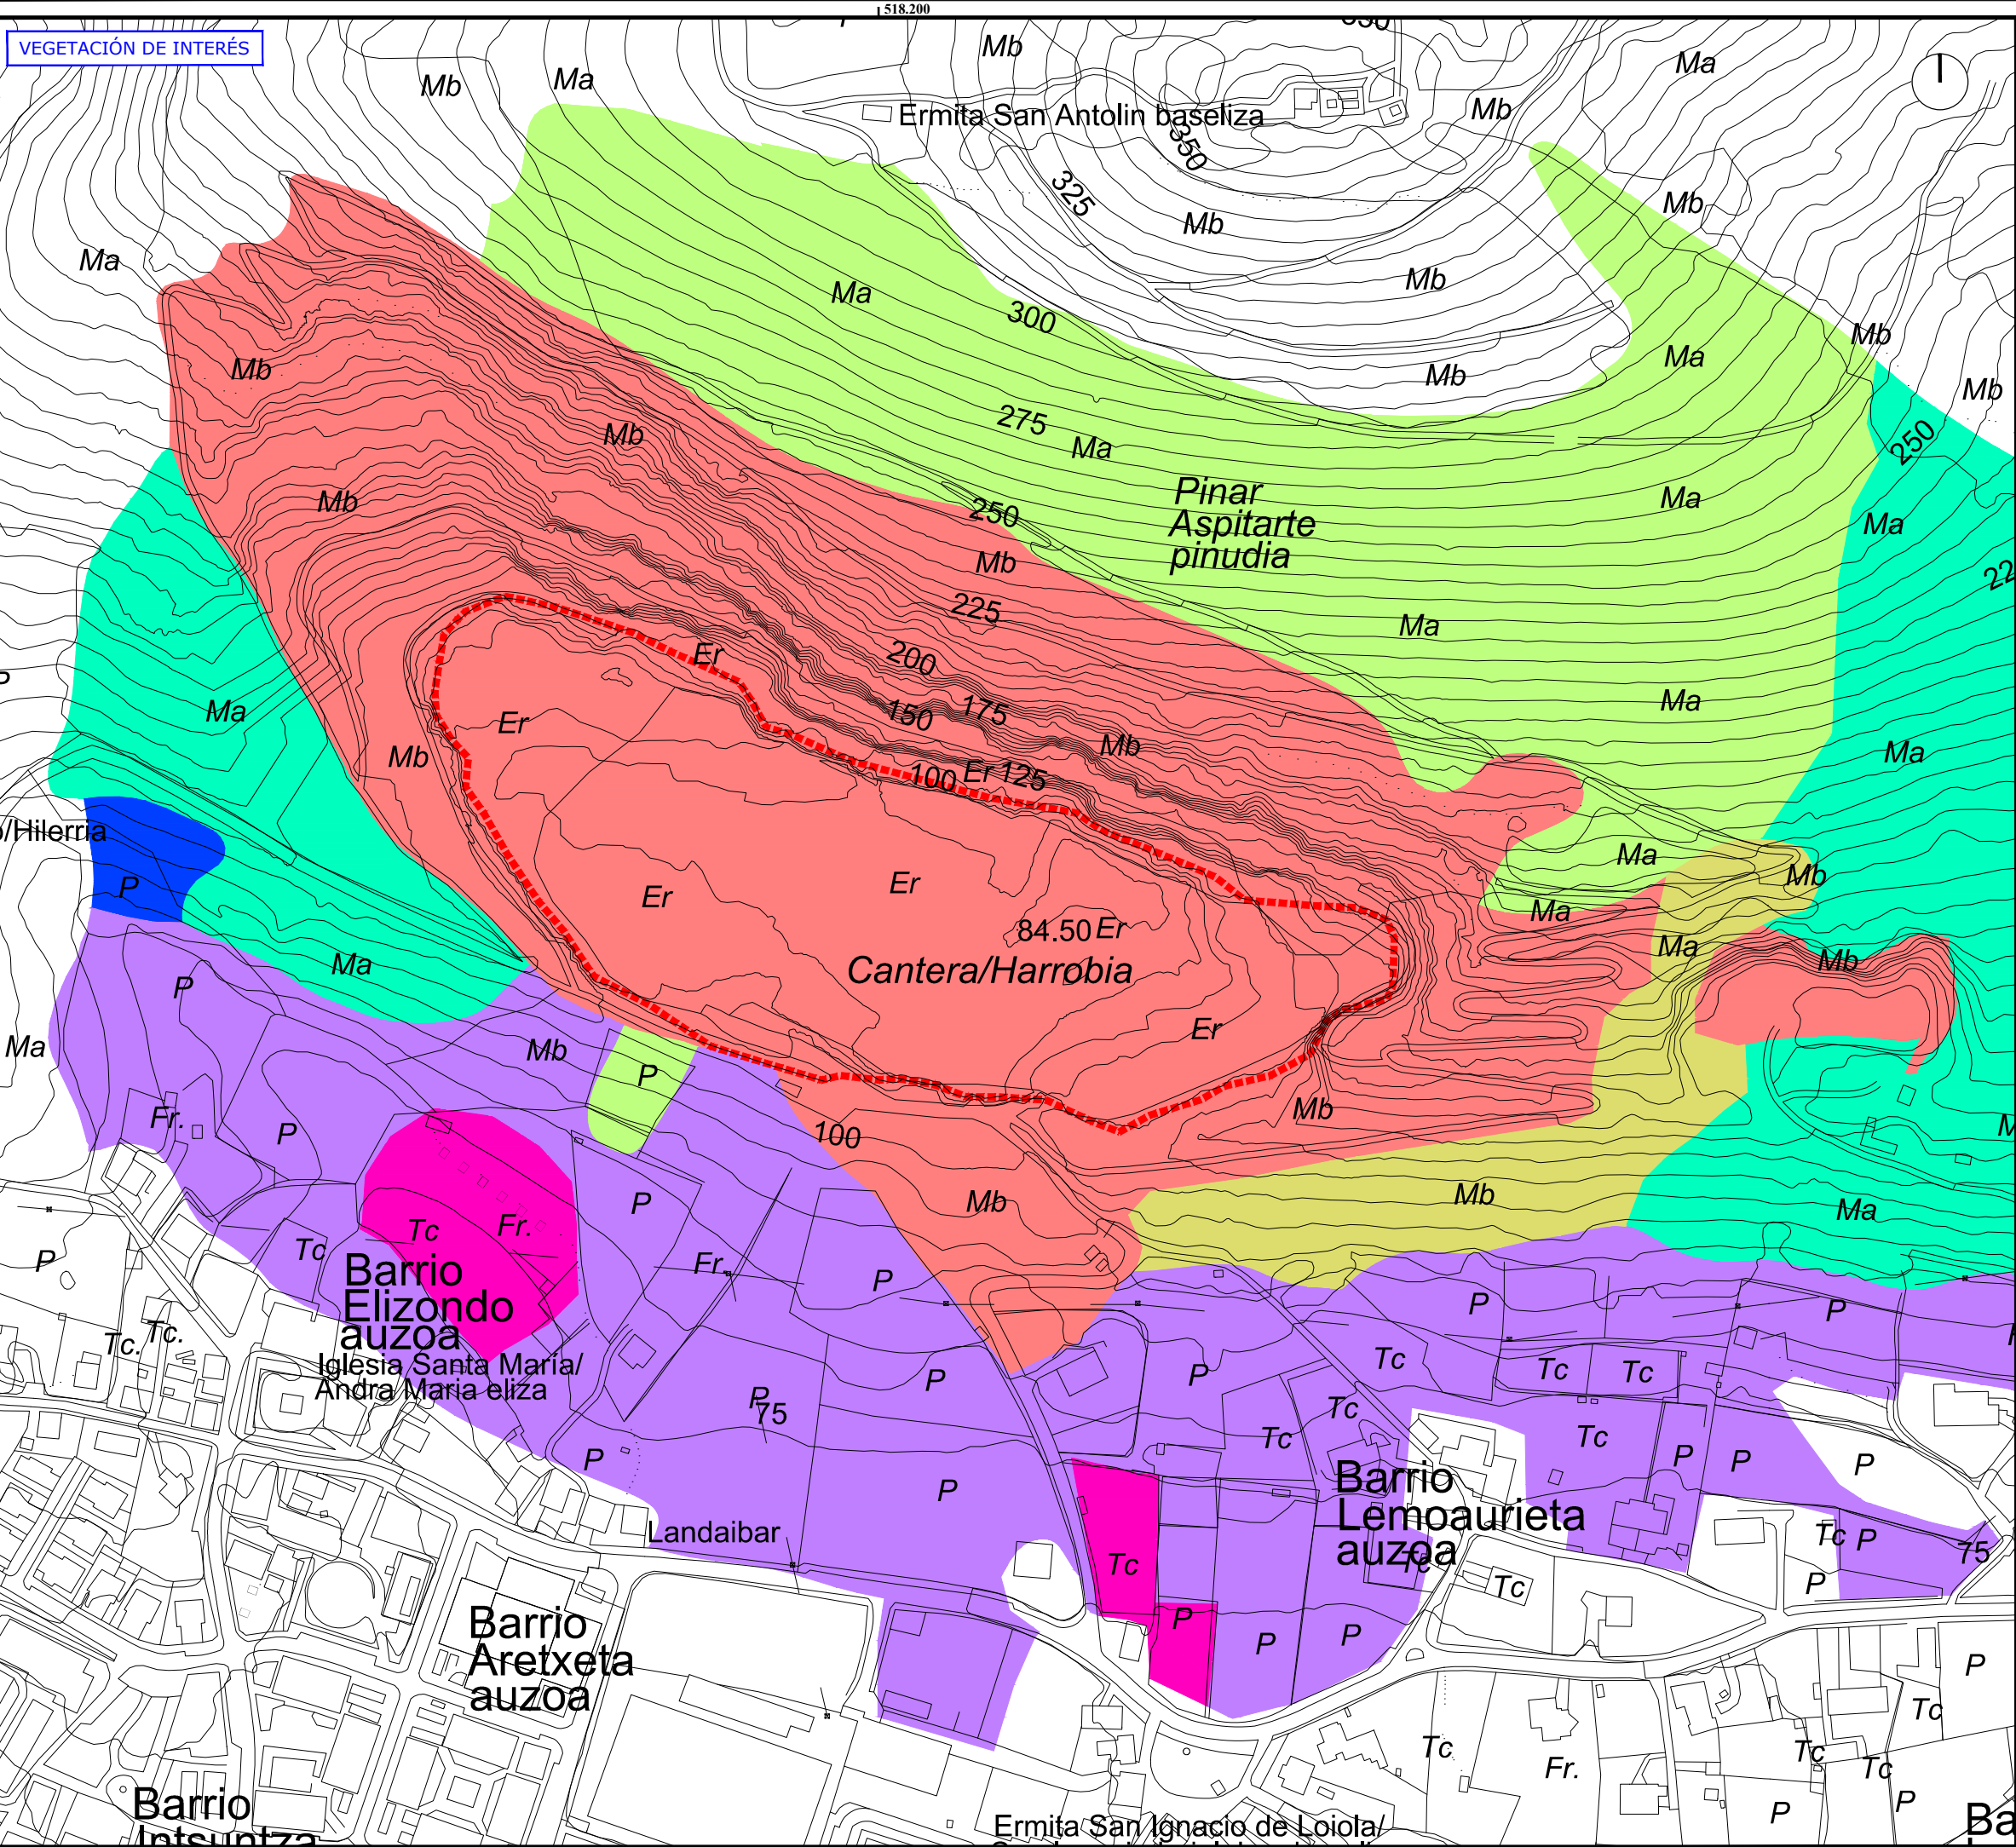 518.200
VEGETACIÓN DE INTERÉS
Mb
Ma
Mb
Ma
Mb
I
Ermita San Antolin baseliza
350
325
Mb
Mb
Ma
Mb
Ma
300
Mb
Mb
Ma
Mb
Mb
275
Ma
Mb
250
Pinar
Aspitarte
pinudia
Ma
Ma
Mb
250
Mb
225
Ma
200
Er
Ma
Er
150
175
Mb
Ma
Ma
Mb
100
Er
125
/Hilerria
P
Er
Er
Ma
Mb
84.50
Er
Ma
Cantera/Harrobia
Ma
Mb
Ma
P
Ma
Mb
P
Er
Fr.
P
100
Mb
P
Mb
Mb
Ma
Tc
Fr.
Tc
Fr.
P
P
Barrio
Elizondo
auzoa
Iglesia Santa María/
Andra Maria eliza
Tc.
Tc.
P
P
P
P
Tc
Tc
Tc
P
75
Tc
Tc
Tc
P
P
P
P
P
Barrio
Lemoaurieta
auzoa
Landaibar
Tc
Tc
Tc
Tc
P
75
P
P
P
P
Barrio
Aretxeta
auzoa
P
Tc
Tc
Fr.
Tc
Tc
P
P
Barrio
Intsuntza
Ermita San Ignacio de Loiola/
Ba